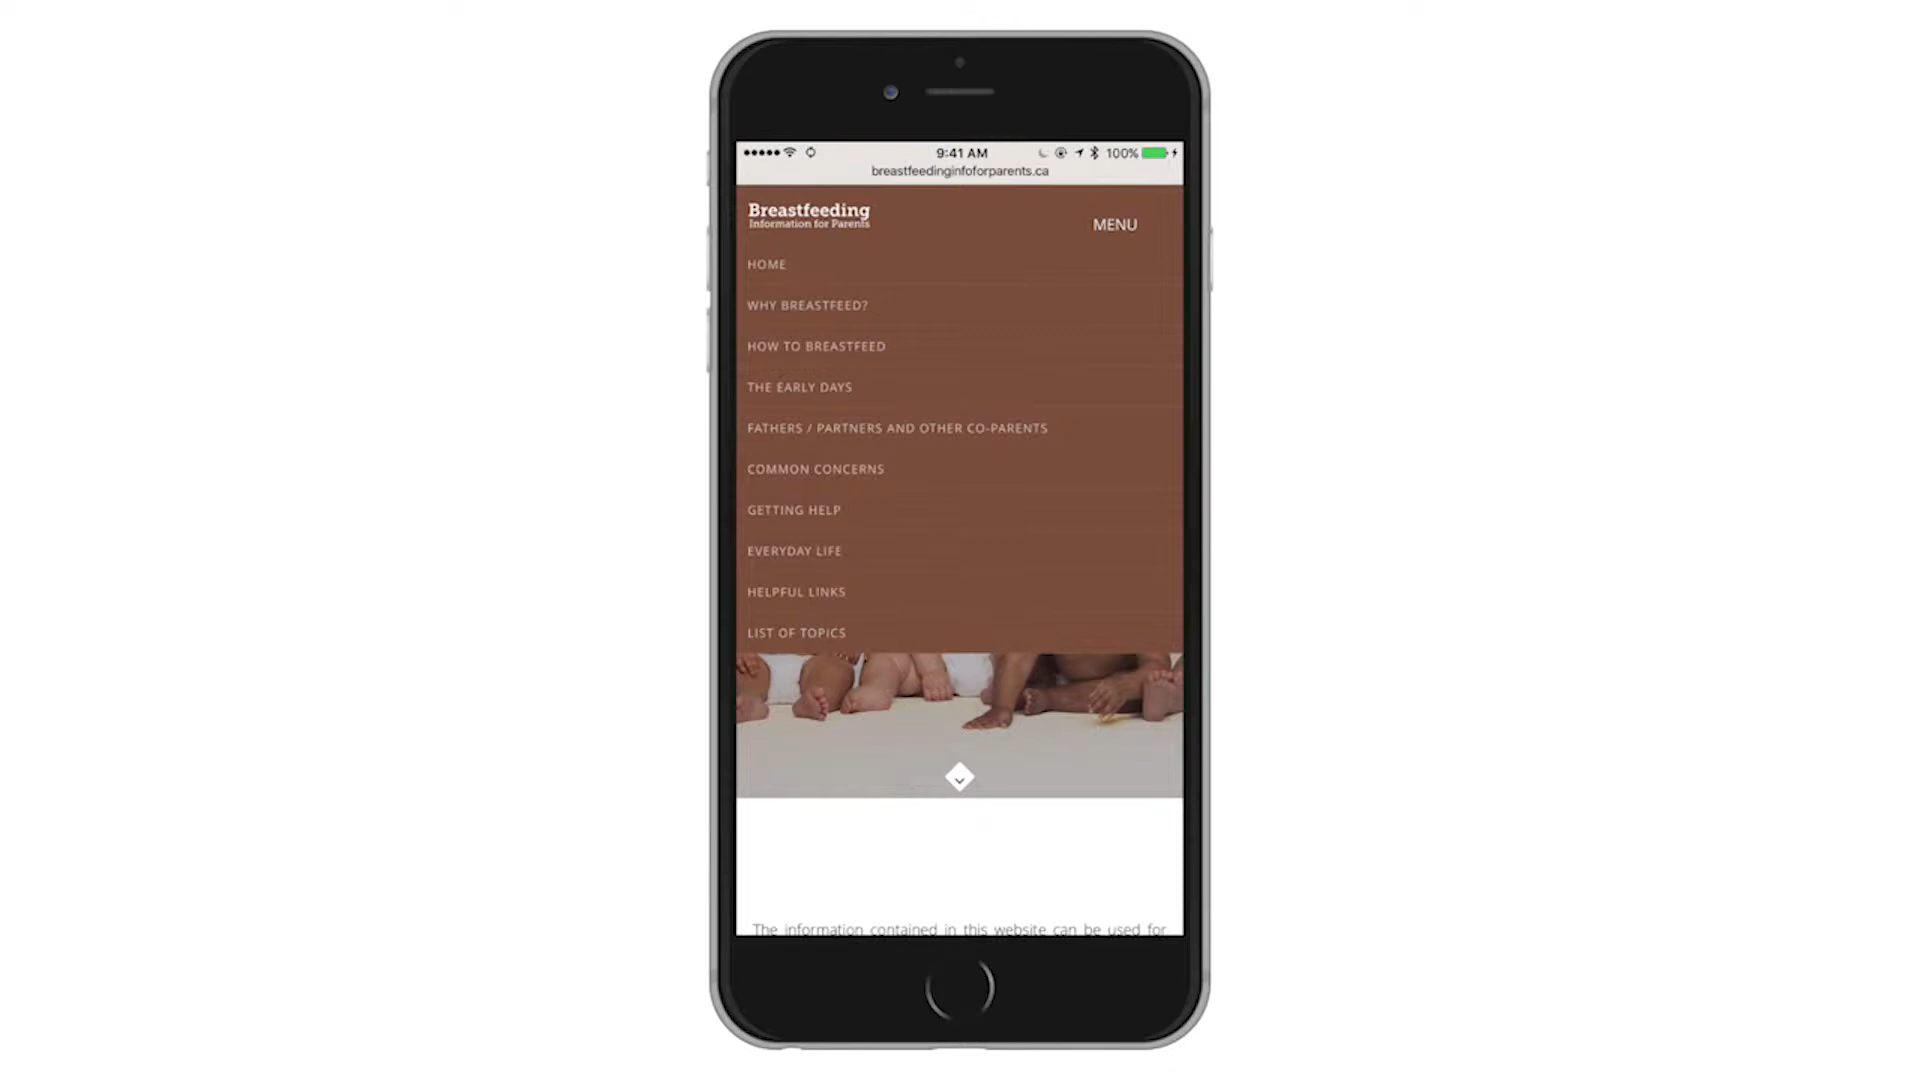 9:41 AM 100%
breastfeedinginfoforparents.ca
Breastfeeding
Information for Parents
MENU
HOME
WHY BREASTFEED?
HOW TO BREASTFEED
THE EARLY DAYS
FATHERS / PARTNERS AND OTHER CO-PARENTS
COMMON CONCERNS
GETTING HELP
EVERYDAY LIFE
HELPFUL LINKS
LIST OF TOPICS
The information contained in this website can be used for